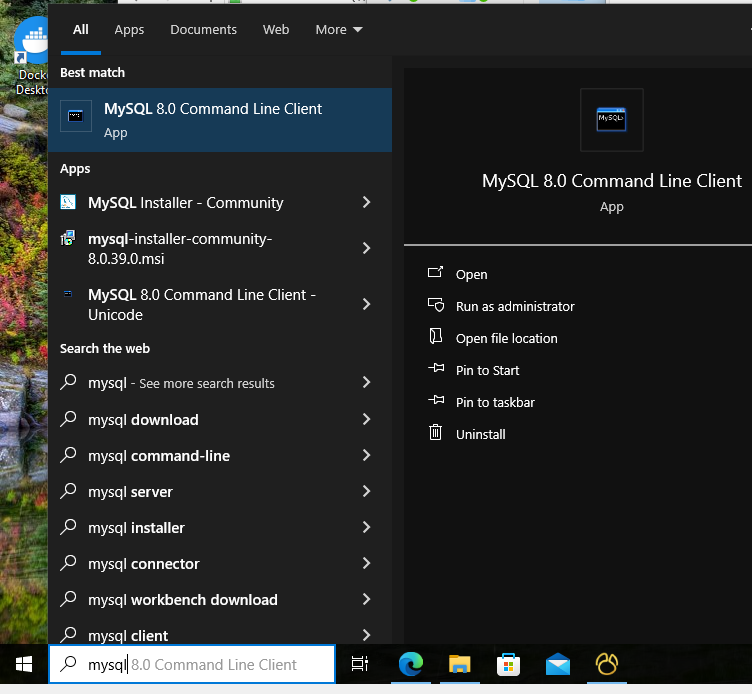 All
Apps
Documents
Web
More
Best match
MySQL 8.0 Command Line Client
App
Apps
MySQL Installer - Community
mysql-installer-community-
8.0.39.0.msi
MySQL 8.0 Command Line Client -
Unicode
Search the web
mysql - See more search results
mysql download
mysql command-line
mysql server
mysql installer
mysql connector
mysql workbench download
mysql client
mysql 8.0 Command Line Client
MySQL>
MySQL 8.0 Command Line Client
App
Open
Run as administrator
Open file location
Pin to Start
Pin to taskbar
Uninstall
Dock
Deskto